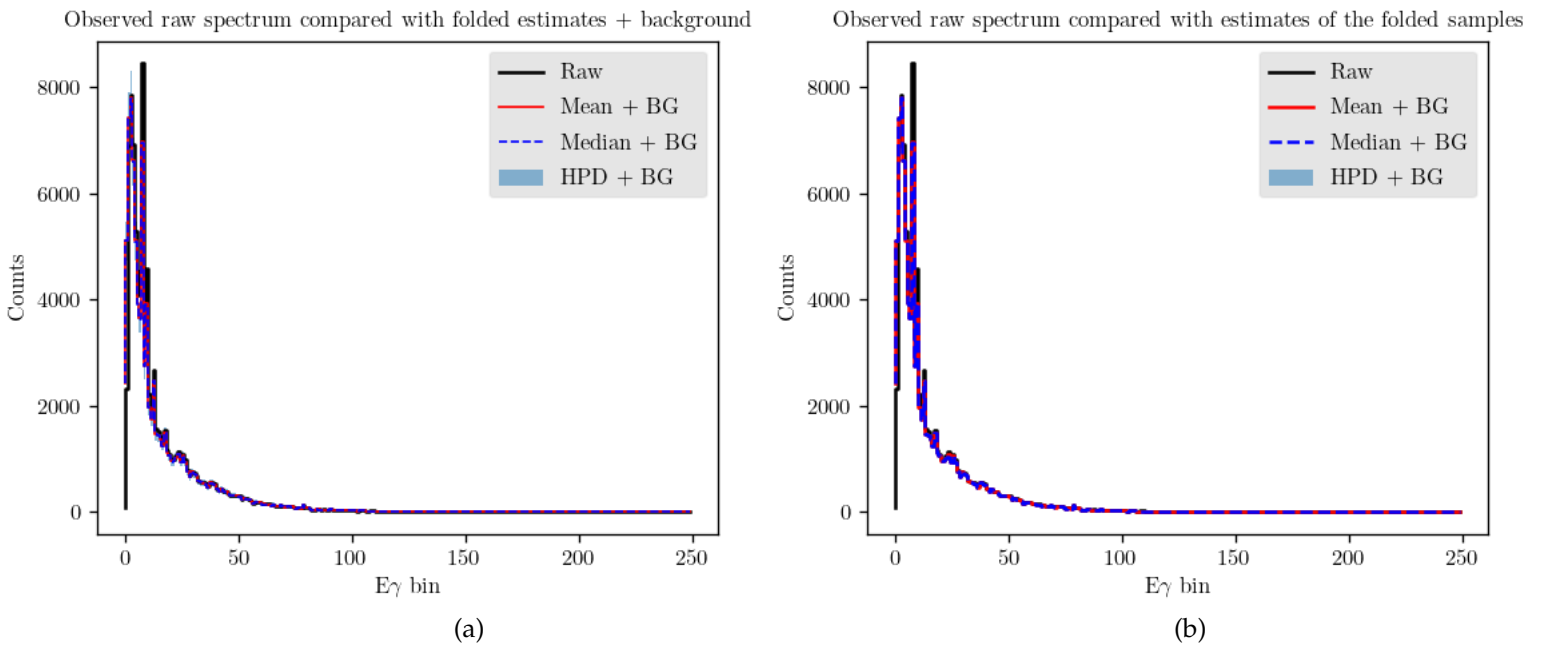 Observed raw spectrum compared with folded estimates + background
Raw
Mean + BG
Median + BG
HPD + BG
8000
6000
4000
2000
0
Counts
0 50 100 150 200 250
Eγ bin
(a)
Observed raw spectrum compared with estimates of the folded samples
Raw
Mean + BG
Median + BG
HPD + BG
8000
6000
4000
2000
0
Counts
0 50 100 150 200 250
Eγ bin
(b)